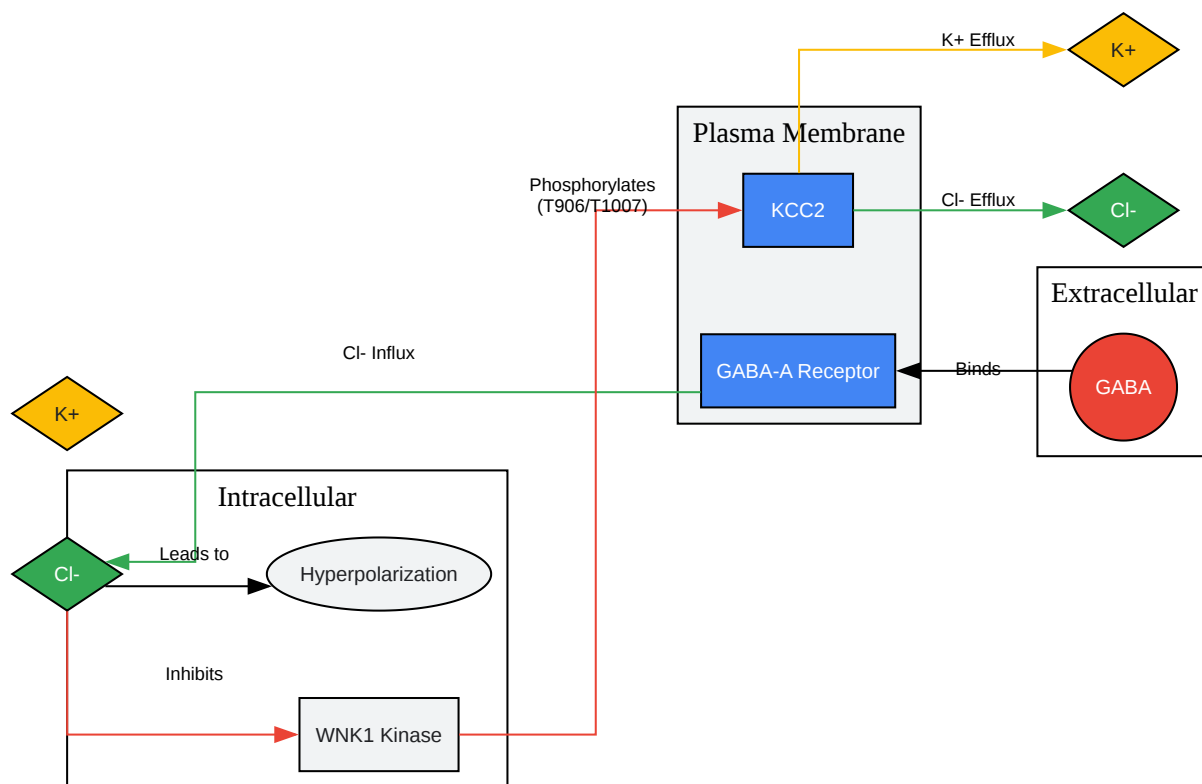 K+ Efflux
K+
Plasma Membrane
Phosphorylates
(T906/T1007)
KCC2
Cl- Efflux
Cl-
Extracellular
Cl- Influx
GABA-A Receptor
Binds
GABA
K+
Intracellular
Leads to
Cl-
Hyperpolarization
Inhibits
WNK1 Kinase